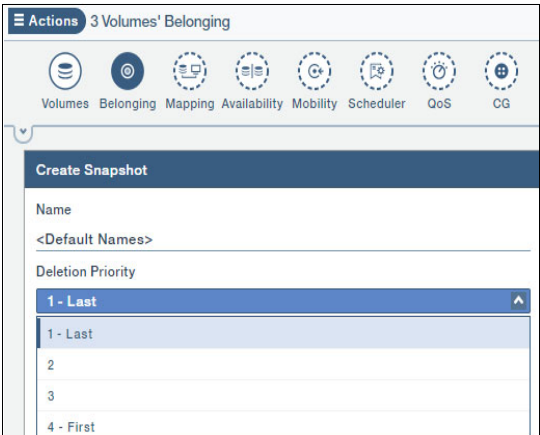 Actions 3 Volumes' Belonging
Volumes Belonging Mapping Availability Mobility Scheduler QoS CG
Create Snapshot
Name
<Default Names>
Deletion Priority
1 - Last
1 - Last
2
3
4 - First